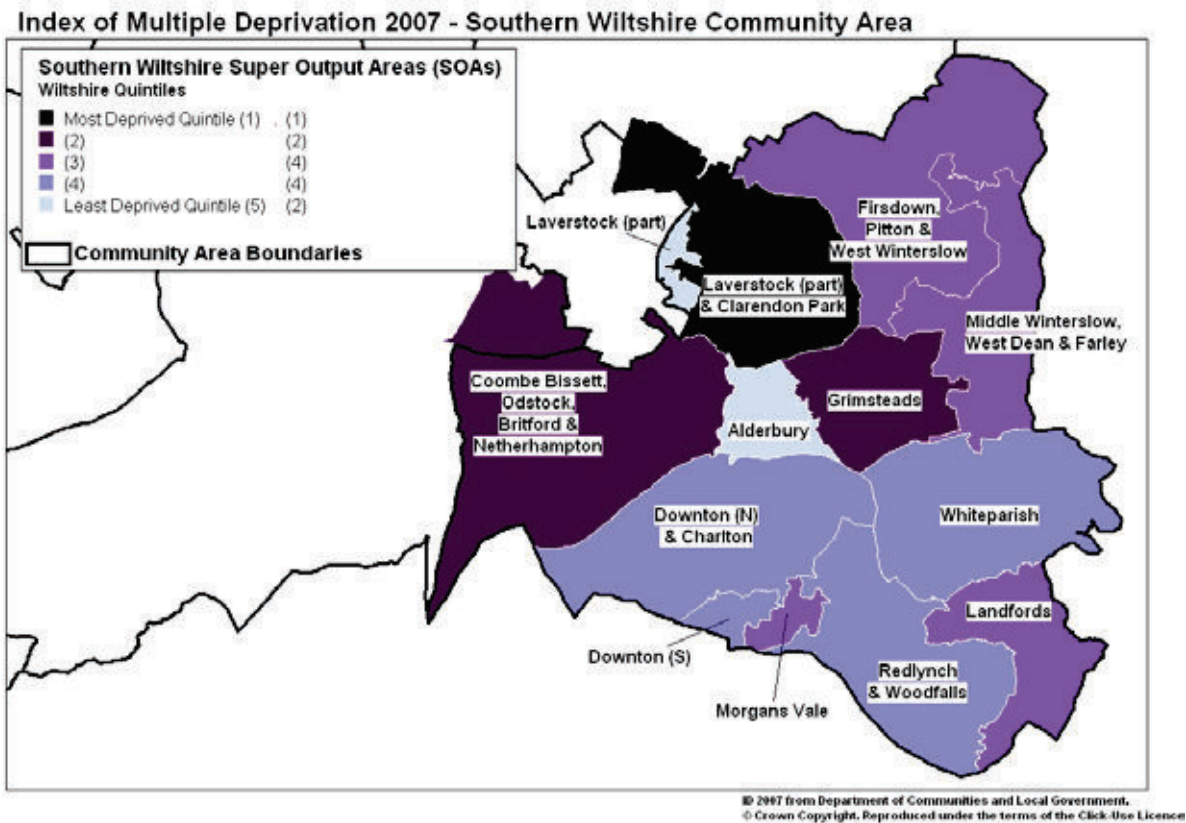 Index of Multiple Deprivation 2007 - Southern Wiltshire Community Area
Southern Wiltshire Super Output Areas (SOAs)
Wiltshire Quintiles
Most Deprived Quintile (1) . (1)
(2) (2)
(3) (4)
(4) (4)
Least Deprived Quintile (5) (2)
Community Area Boundaries
Laverstock (part)
Firsdown,
Pitton &
West Winterslow
Laverstock (part)
& Clarendon Park
Middle Winterslow,
West Dean & Farley
Coombe Bissett,
Odstock,
Britford &
Netherhampton
Grimsteads
Alderbury
Downton (N)
& Charlton
Whiteparish
Landfords
Downton (S)
Redlynch
& Woodfalls
Morgans Vale
© 2007 from Department of Communities and Local Government.
© Crown Copyright. Reproduced under the terms of the Click-Use Licence